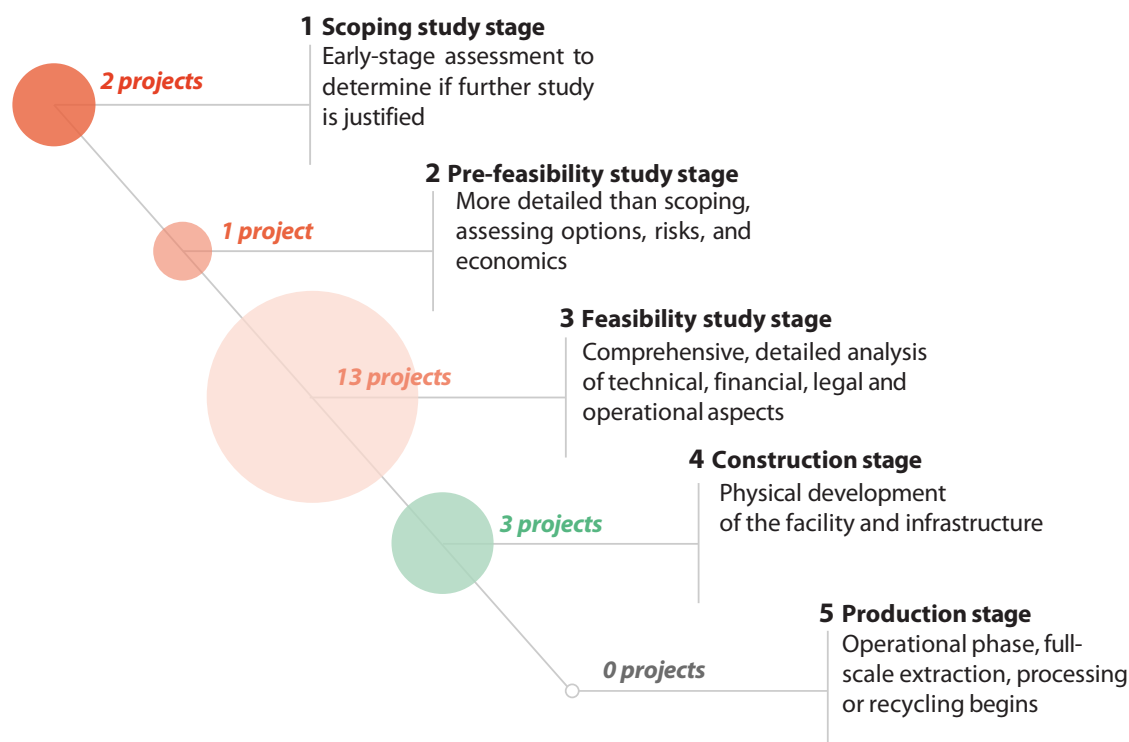 1 Scoping study stage
2 projects
Early-stage assessment to
determine if further study
is justified
2 Pre-feasibility study stage
1 project
More detailed than scoping,
assessing options, risks, and
economics
3 Feasibility study stage
13 projects
Comprehensive, detailed analysis
of technical, financial, legal and
operational aspects
4 Construction stage
3 projects
Physical development
of the facility and infrastructure
5 Production stage
0 projects
Operational phase, full-
scale extraction, processing
or recycling begins